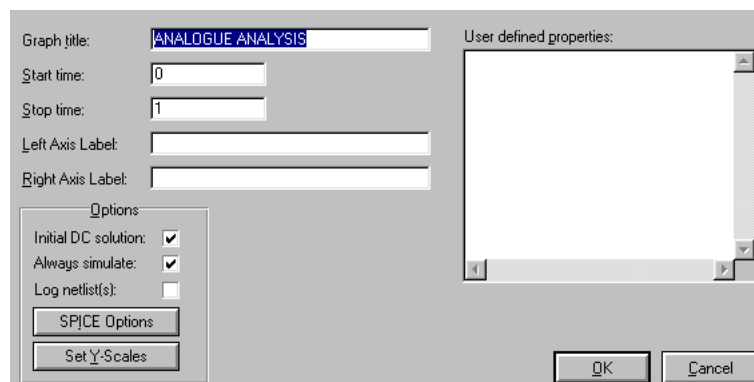 Graph title: ANALOGUE ANALYSIS
Start time: 0
Stop time: 1
Left Axis Label:
Right Axis Label:
Options
Initial DC solution:
Always simulate:
Log netlist(s):
SPICE Options
Set Y-Scales
User defined properties:
OK
Cancel